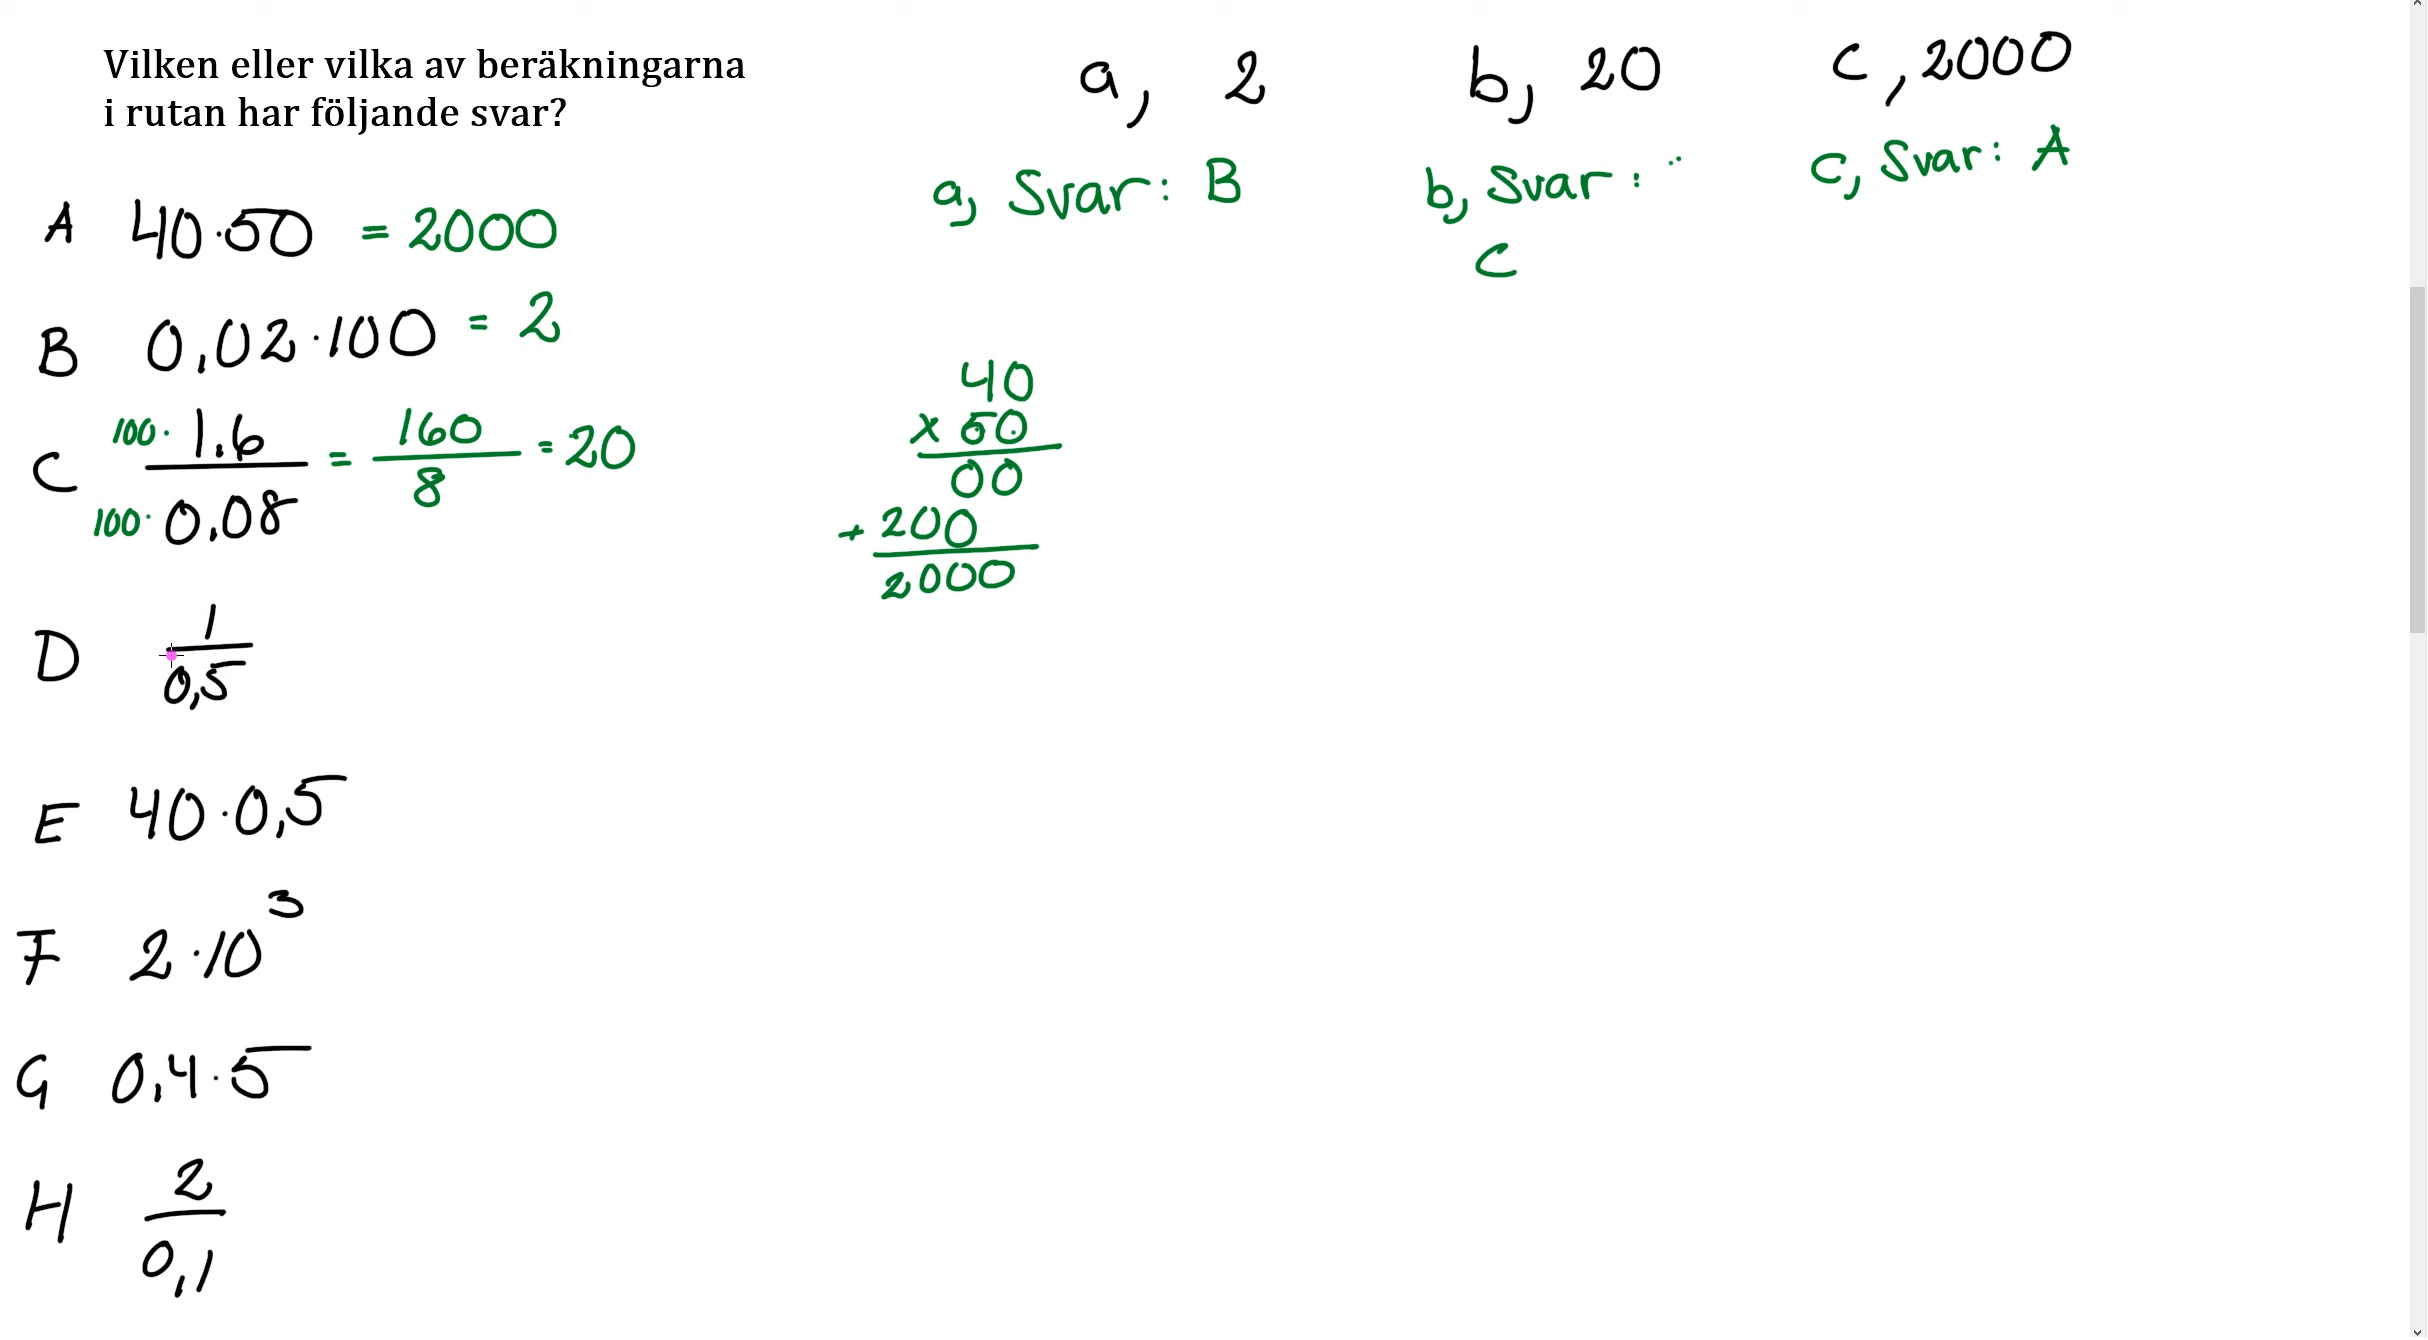 Vilken eller vilka av beräkningarna
i rutan har följande svar?
a, 2
b, 20
c, 2000
a, Svar: B
b, Svar:
C
c, Svar: A
A 40·50 = 2000
B 0,02·100 = 2
C 100· 1,6 / 100· 0,08 = 160 / 8 = 20
40
x 50
00
+ 200
2000
D 1 / 0,5
E 40·0,5
F 2·10³
G 0,4·5
H 2 / 0,1